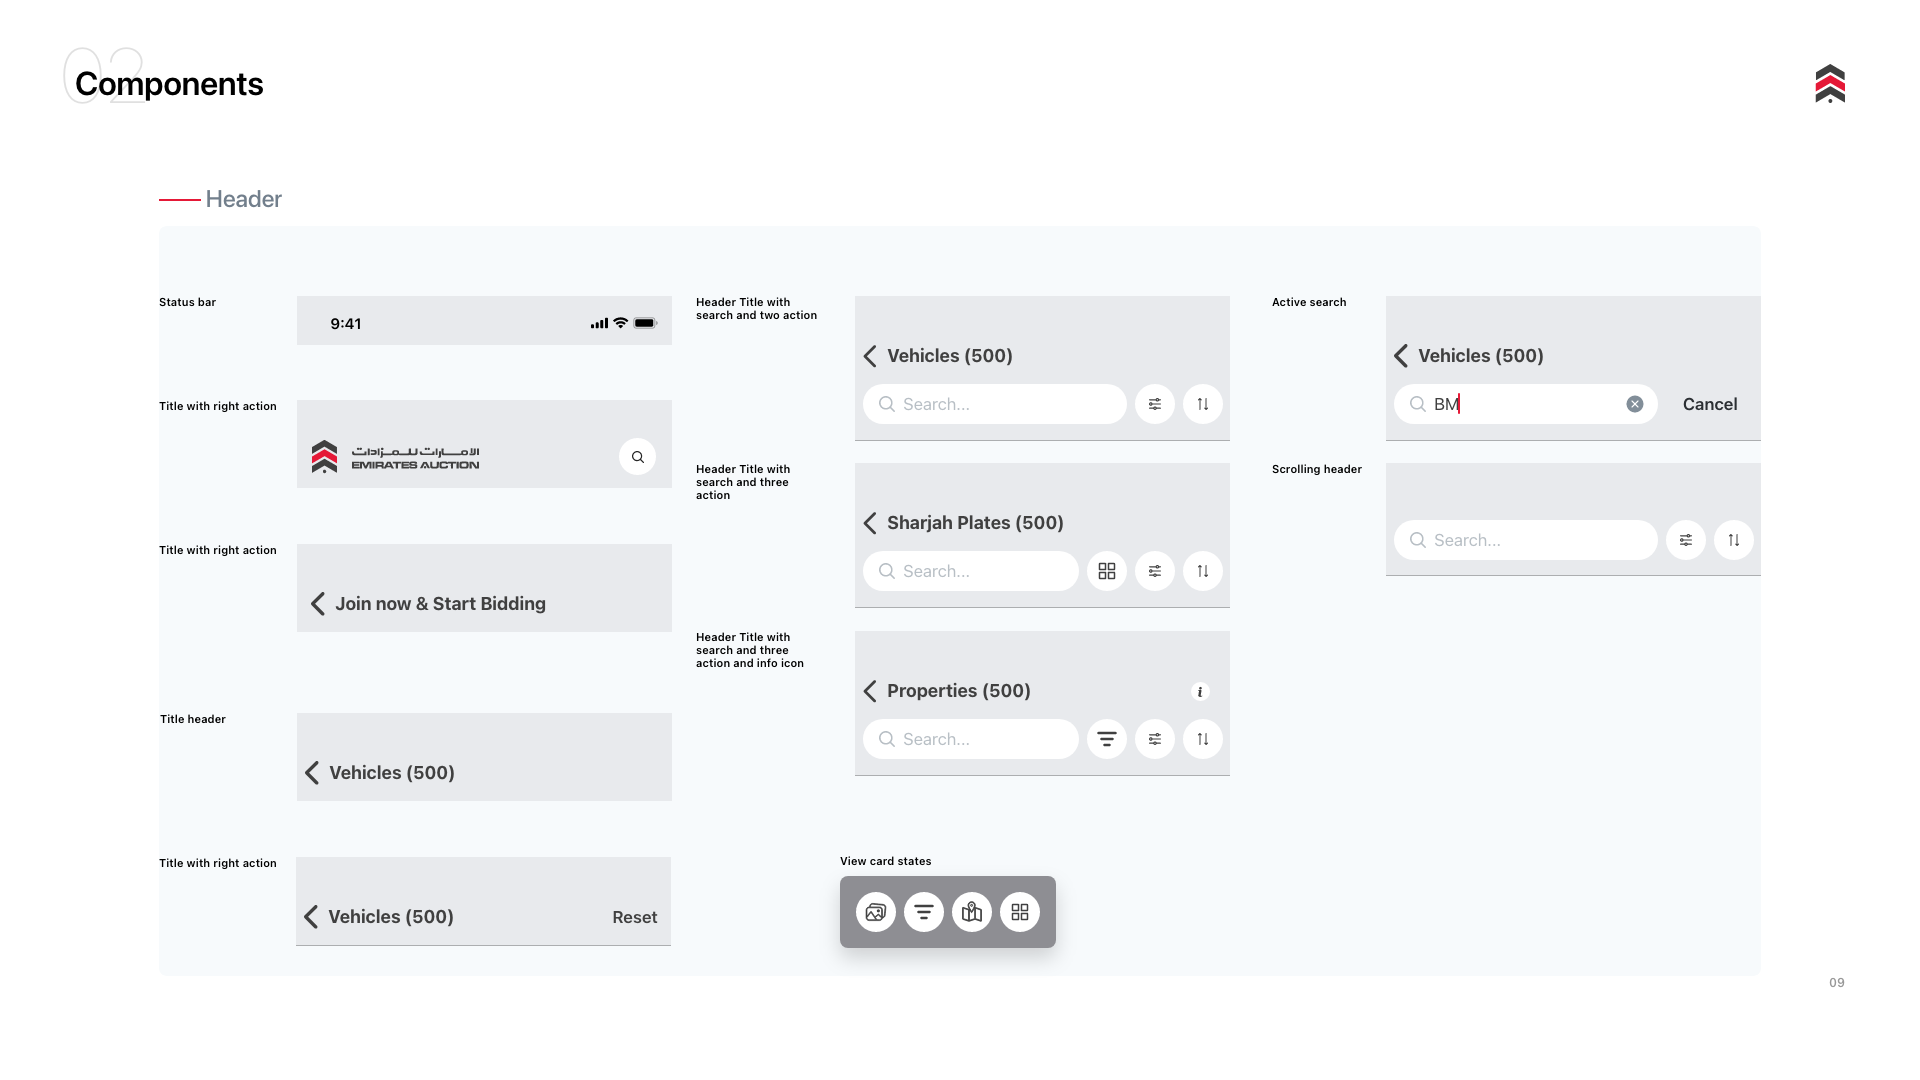 02
Components
Header
Status bar
9:41
Title with right action
الامــارات للــمــزادات
EMIRATES AUCTION
Title with right action
Join now & Start Bidding
Title header
Vehicles (500)
Title with right action
Vehicles (500)
Reset
Header Title with
search and two action
Vehicles (500)
Search...
Header Title with
search and three
action
Sharjah Plates (500)
Search...
Header Title with
search and three
action and info icon
Properties (500)
i
Search...
View card states
Active search
Vehicles (500)
BM
Cancel
Scrolling header
Search...
09